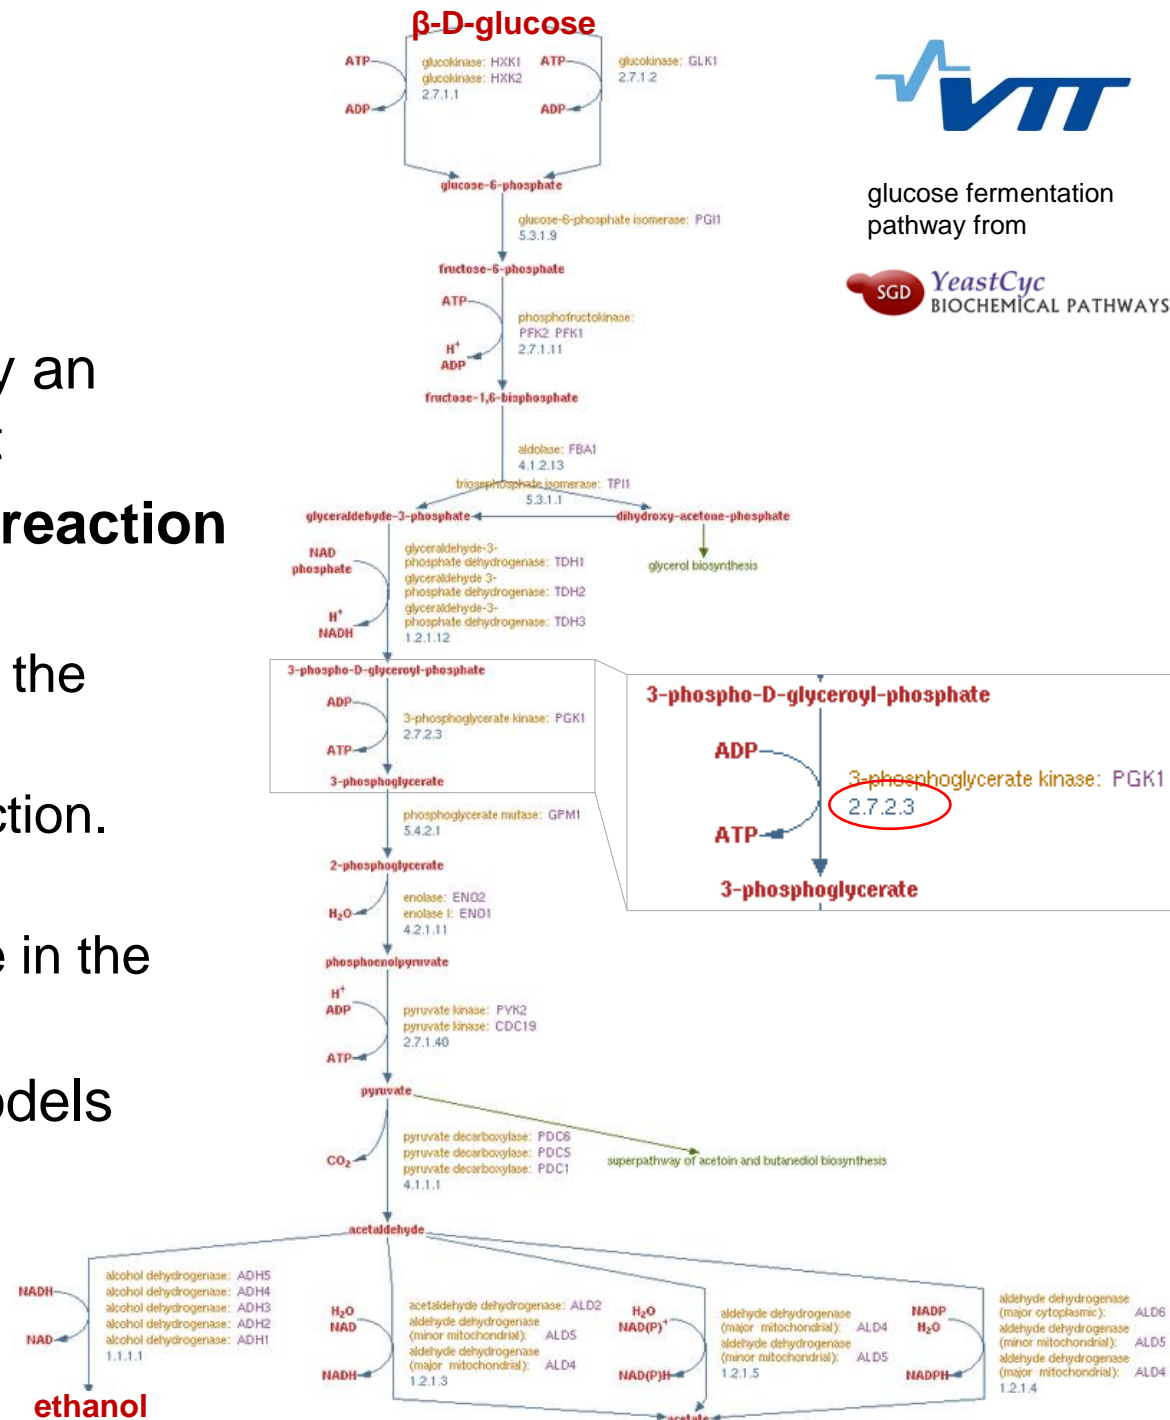 β-D-glucose
ATP
glucokinase: HXK1
glucokinase: HXK2
2.7.1.1
ADP
ATP
glucokinase: GLK1
2.7.1.2
ADP
VTT
glucose fermentation
pathway from
SGD YeastCyc
BIOCHEMICAL PATHWAYS
glucose-6-phosphate
glucose-6-phosphate isomerase: PGI1
5.3.1.9
fructose-6-phosphate
ATP
phosphofructokinase:
PFK2 PFK1
2.7.1.11
H⁺
ADP
fructose-1,6-bisphosphate
y an
reaction
the
ction.
e in the
odels
aldolase: FBA1
4.1.2.13
triosephosphate isomerase: TPI1
5.3.1.1
glyceraldehyde-3-phosphate
dihydroxy-acetone-phosphate
glycerol biosynthesis
NAD
phosphate
glyceraldehyde-3-
phosphate dehydrogenase: TDH1
glyceraldehyde 3-
phosphate dehydrogenase: TDH2
glyceraldehyde-3-
phosphate dehydrogenase: TDH3
1.2.1.12
H⁺
NADH
3-phospho-D-glyceroyl-phosphate
ADP
3-phosphoglycerate kinase: PGK1
2.7.2.3
ATP
3-phosphoglycerate
3-phospho-D-glyceroyl-phosphate
ADP
3-phosphoglycerate kinase: PGK1
2.7.2.3
ATP
3-phosphoglycerate
phosphoglycerate mutase: GPM1
5.4.2.1
2-phosphoglycerate
enolase: ENO2
enolase I: ENO1
4.2.1.11
H₂O
phosphoenolpyruvate
H⁺
ADP
pyruvate kinase: PYK2
pyruvate kinase: CDC19
2.7.1.40
ATP
pyruvate
pyruvate decarboxylase: PDC6
pyruvate decarboxylase: PDC5
pyruvate decarboxylase: PDC1
4.1.1.1
CO₂
superpathway of acetoin and butanediol biosynthesis
acetaldehyde
NADH
alcohol dehydrogenase: ADH5
alcohol dehydrogenase: ADH4
alcohol dehydrogenase: ADH3
alcohol dehydrogenase: ADH2
alcohol dehydrogenase: ADH1
1.1.1.1
NAD
ethanol
H₂O
NAD
acetaldehyde dehydrogenase: ALD2
aldehyde dehydrogenase
(minor mitochondrial): ALD5
aldehyde dehydrogenase
(major mitochondrial): ALD4
1.2.1.3
NADH
H₂O
NAD(P)⁺
aldehyde dehydrogenase
(major mitochondrial): ALD4
aldehyde dehydrogenase
(minor mitochondrial): ALD5
1.2.1.5
NAD(P)H
NADP
H₂O
aldehyde dehydrogenase
(major cytoplasmic): ALD6
aldehyde dehydrogenase
(minor mitochondrial): ALD5
aldehyde dehydrogenase
(major mitochondrial): ALD4
1.2.1.4
NADPH
acetate